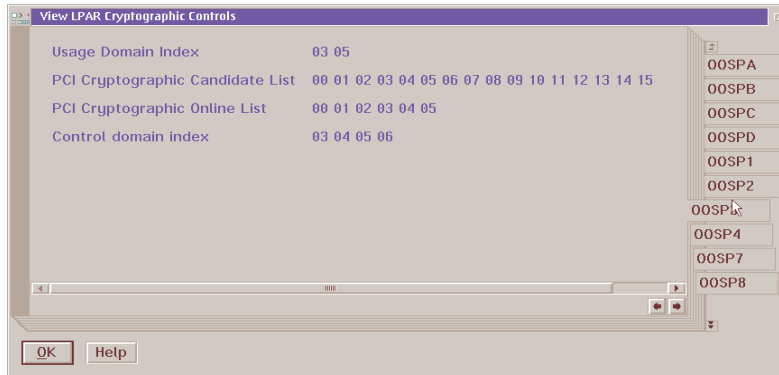 View LPAR Cryptographic Controls
Usage Domain Index 03 05
PCI Cryptographic Candidate List 00 01 02 03 04 05 06 07 08 09 10 11 12 13 14 15
PCI Cryptographic Online List 00 01 02 03 04 05
Control domain index 03 04 05 06
OOSPA
OOSPB
OOSPC
OOSPD
OOSP1
OOSP2
OOSP4
OOSP7
OOSP8
OK Help